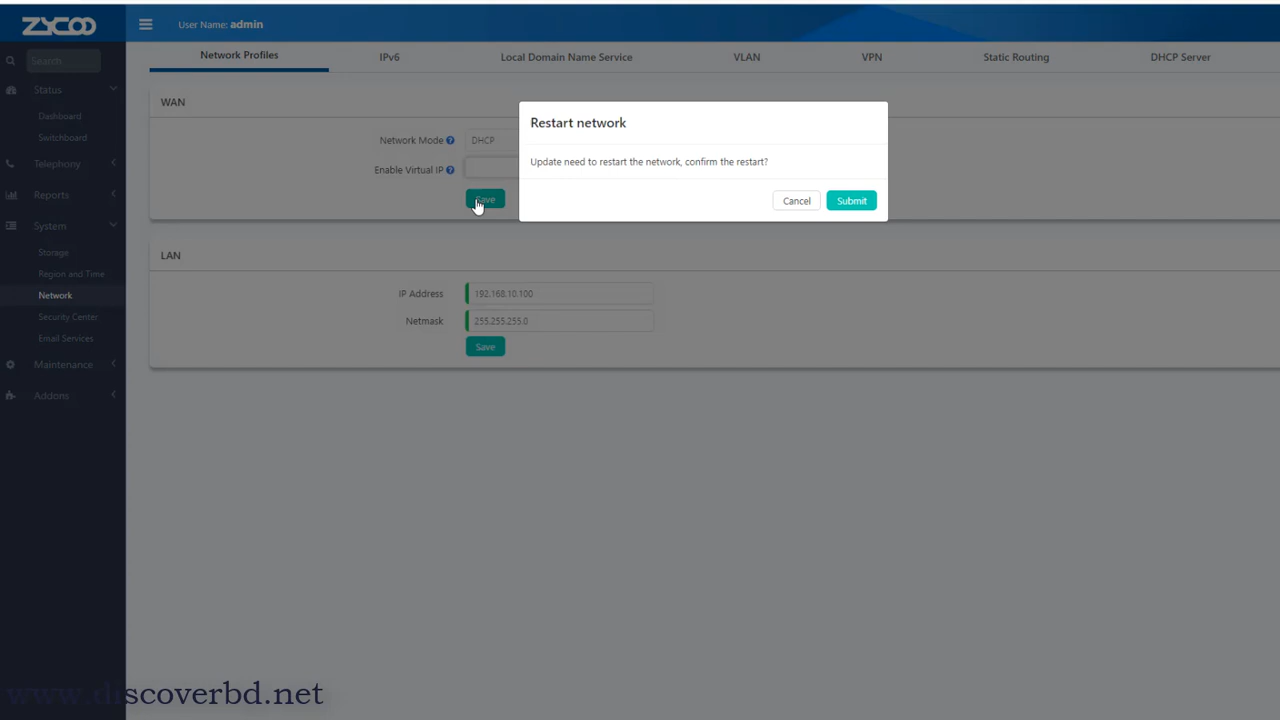 ZYCOO
User Name: admin
Search
Status
Dashboard
Switchboard
Telephony
Reports
System
Storage
Region and Time
Network
Security Center
Email Services
Maintenance
Addons
Network Profiles
IPv6
Local Domain Name Service
VLAN
VPN
Static Routing
DHCP Server
WAN
Network Mode
DHCP
Enable Virtual IP
Save
Restart network
Update need to restart the network, confirm the restart?
Cancel
Submit
LAN
IP Address
192.168.10.100
Netmask
255.255.255.0
Save
www.discoverbd.net